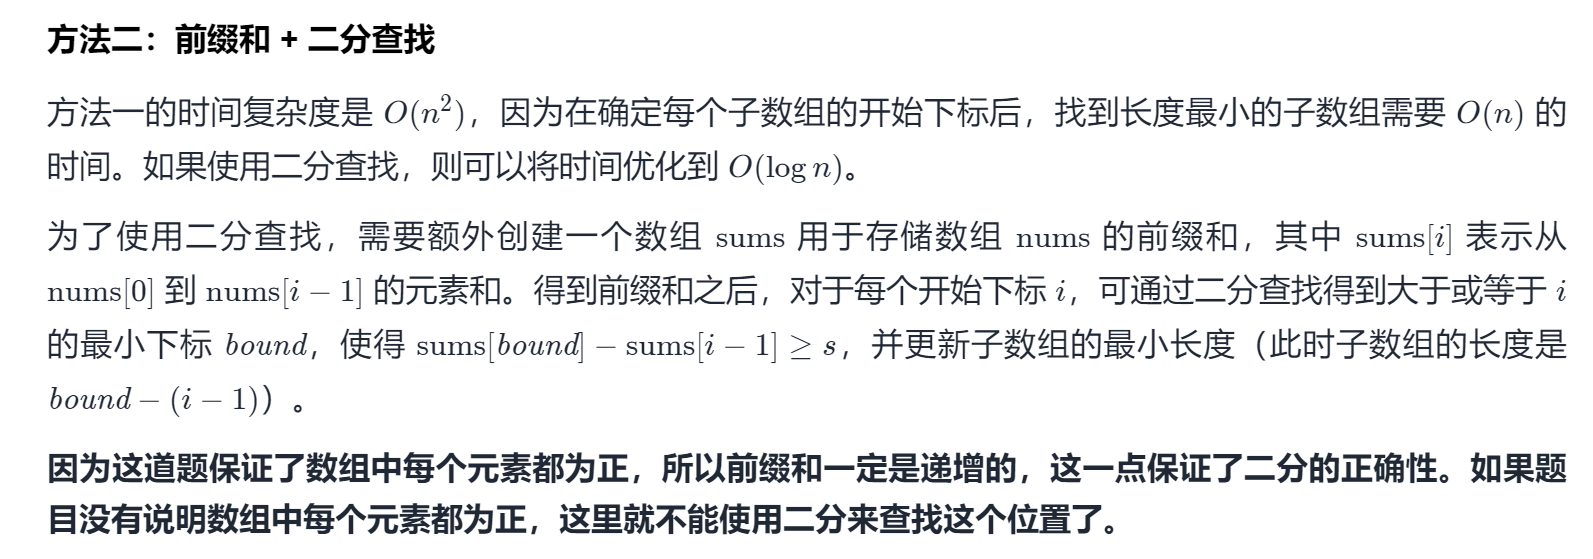 方法二：前缀和 + 二分查找
方法一的时间复杂度是 O(n²)，因为在确定每个子数组的开始下标后，找到长度最小的子数组需要 O(n) 的
时间。如果使用二分查找，则可以将时间优化到 O(log n)。
为了使用二分查找，需要额外创建一个数组 sums 用于存储数组 nums 的前缀和，其中 sums[i] 表示从
nums[0] 到 nums[i − 1] 的元素和。得到前缀和之后，对于每个开始下标 i，可通过二分查找得到大于或等于 i
的最小下标 bound，使得 sums[bound] − sums[i − 1] ≥ s，并更新子数组的最小长度（此时子数组的长度是
bound − (i − 1)）。
因为这道题保证了数组中每个元素都为正，所以前缀和一定是递增的，这一点保证了二分的正确性。如果题
目没有说明数组中每个元素都为正，这里就不能使用二分来查找这个位置了。